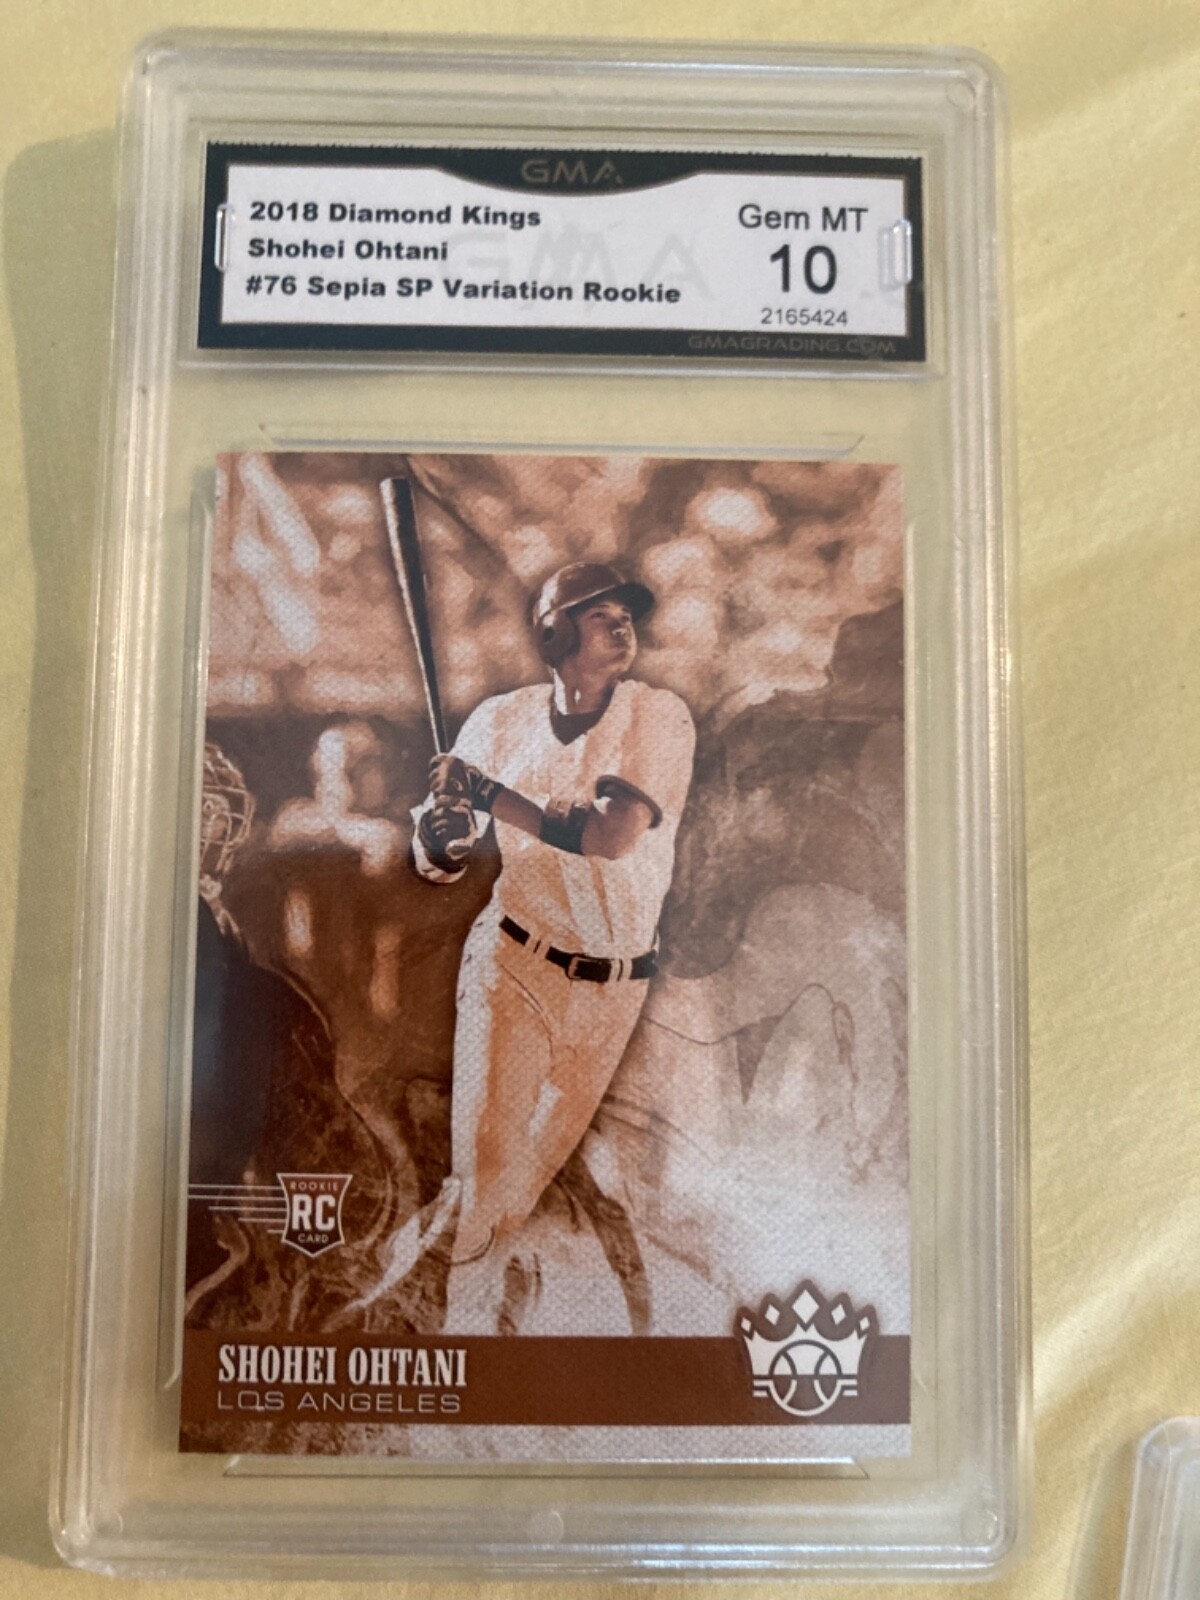 GMA
2018 Diamond Kings
Shohei Ohtani
#76 Sepia SP Variation Rookie
Gem MT
10
2165424
GMAGRADING.COM
ROOKIE
RC
CARD
SHOHEI OHTANI
LOS ANGELES